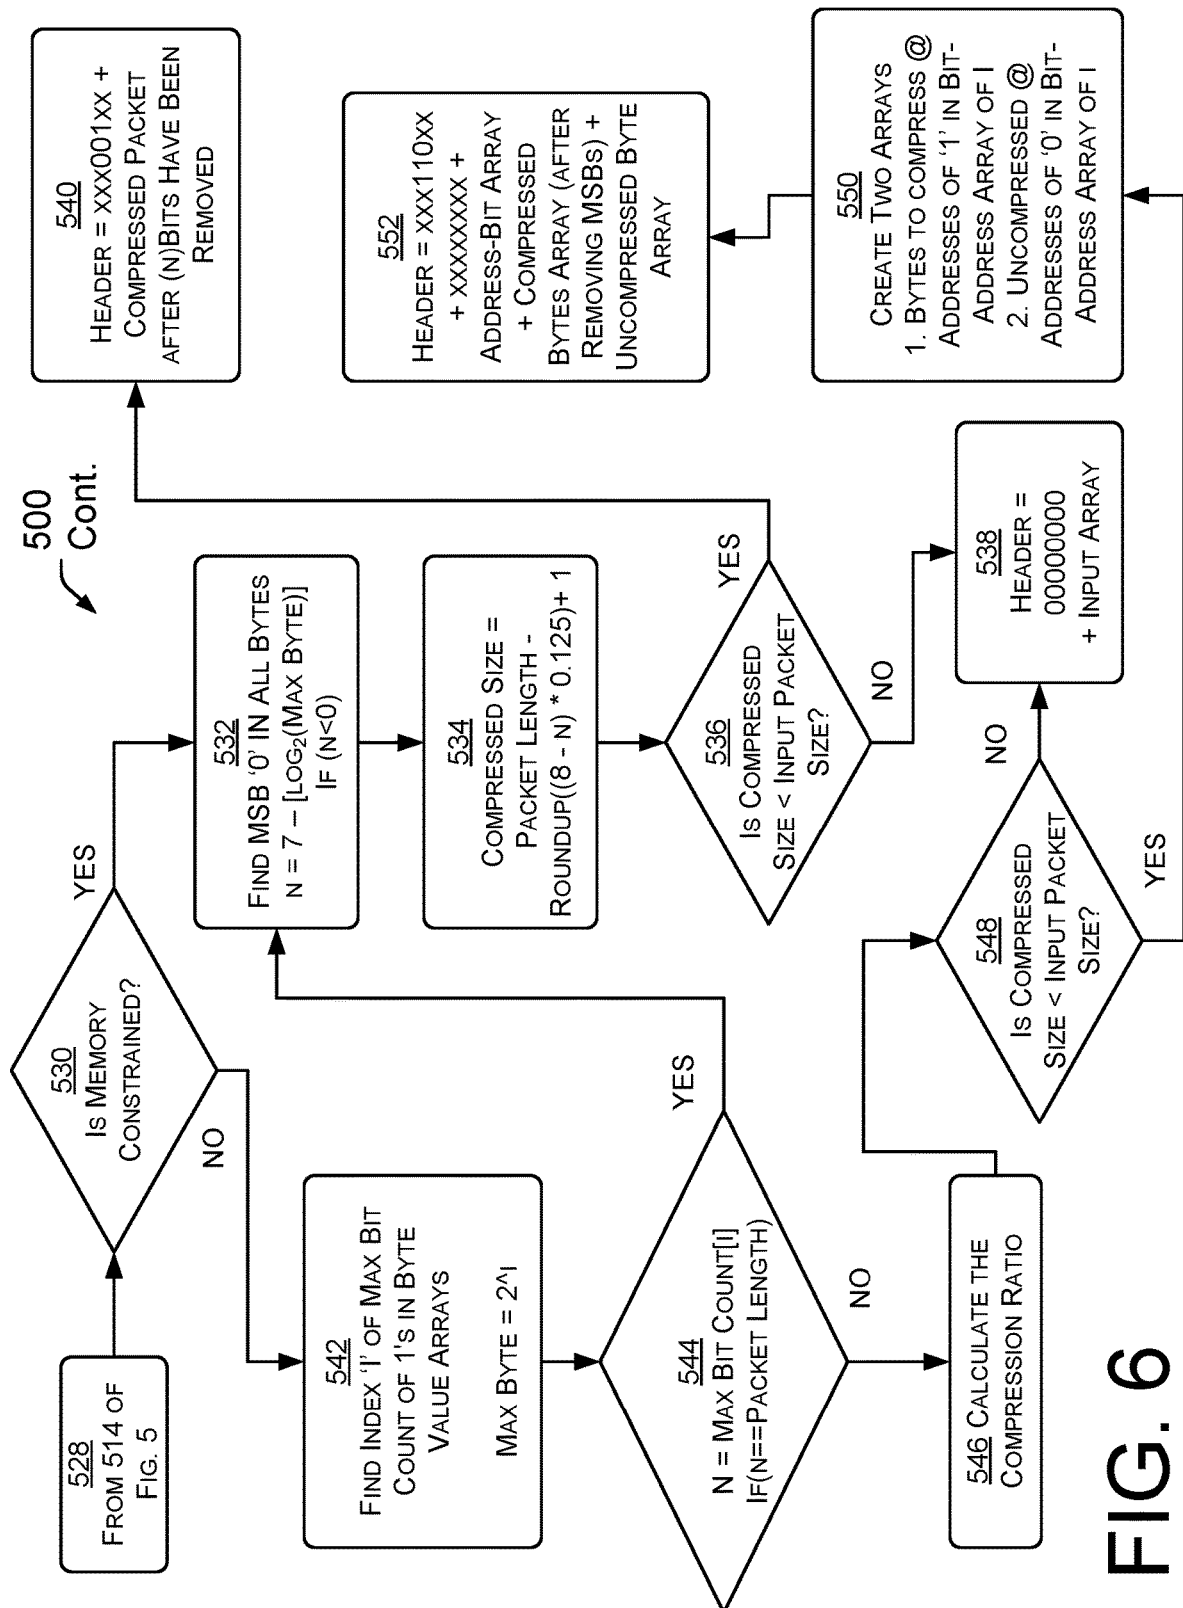 500
Cont.
528
FROM 514 OF
FIG. 5
530
IS MEMORY
CONSTRAINED?
YES
NO
532
FIND MSB '0' IN ALL BYTES
N = 7 – [LOG₂(MAX BYTE)]
IF (N<0)
534
COMPRESSED SIZE =
PACKET LENGTH -
ROUNDUP((8 - N) * 0.125)+ 1
536
IS COMPRESSED
SIZE < INPUT PACKET
SIZE?
YES
NO
538
HEADER =
00000000
+ INPUT ARRAY
540
HEADER = XXX001XX +
COMPRESSED PACKET
AFTER (N)BITS HAVE BEEN
REMOVED
542
FIND INDEX 'I' OF MAX BIT
COUNT OF 1'S IN BYTE
VALUE ARRAYS
MAX BYTE = 2^I
544
N = MAX BIT COUNT[I]
IF(N==PACKET LENGTH)
YES
NO
546 CALCULATE THE
COMPRESSION RATIO
548
IS COMPRESSED
SIZE < INPUT PACKET
SIZE?
NO
YES
550
CREATE TWO ARRAYS
1. BYTES TO COMPRESS @
ADDRESSES OF '1' IN BIT-
ADDRESS ARRAY OF I
2. UNCOMPRESSED @
ADDRESSES OF '0' IN BIT-
ADDRESS ARRAY OF I
552
HEADER = XXX110XX
+ XXXXXXXX +
ADDRESS-BIT ARRAY
+ COMPRESSED
BYTES ARRAY (AFTER
REMOVING MSBS) +
UNCOMPRESSED BYTE
ARRAY
FIG. 6